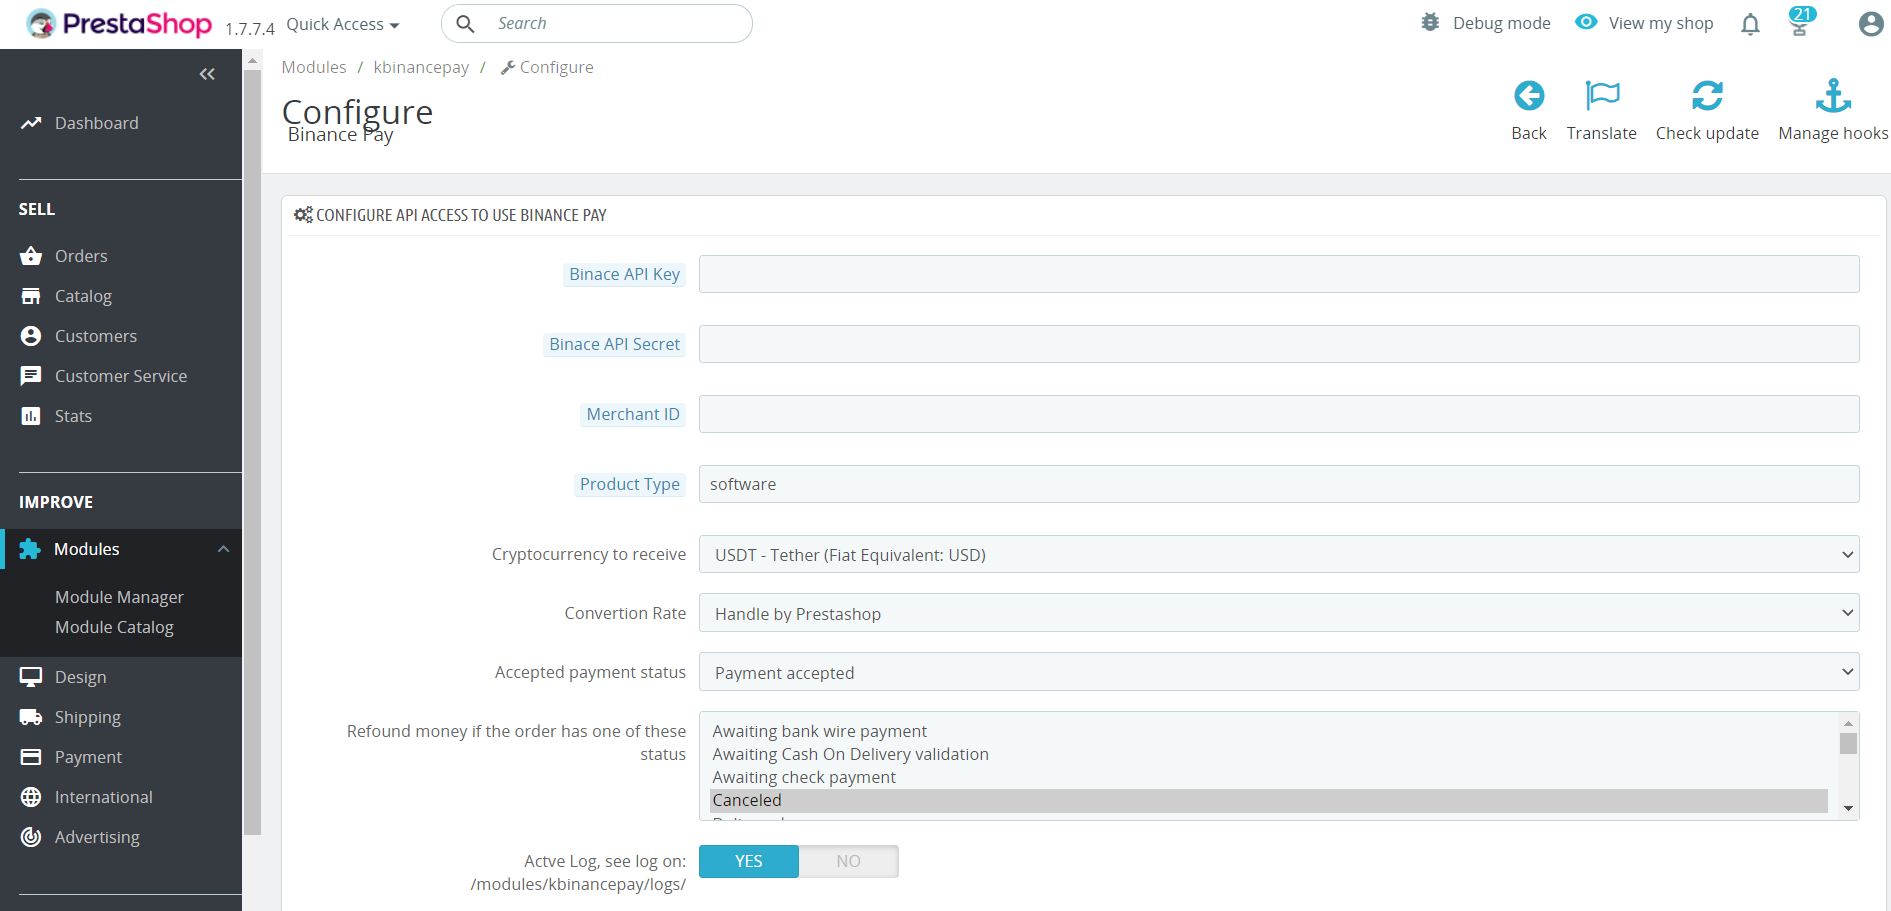 PrestaShop 1.7.7.4 Quick Access Search Debug mode View my shop 21
Modules / kbinancepay / Configure
Configure
Binance Pay
Back Translate Check update Manage hooks
Dashboard
SELL
Orders
Catalog
Customers
Customer Service
Stats
IMPROVE
Modules
Module Manager
Module Catalog
Design
Shipping
Payment
International
Advertising
CONFIGURE API ACCESS TO USE BINANCE PAY
Binace API Key
Binace API Secret
Merchant ID
Product Type software
Cryptocurrency to receive USDT - Tether (Fiat Equivalent: USD)
Convertion Rate Handle by Prestashop
Accepted payment status Payment accepted
Refund money if the order has one of these
status
Awaiting bank wire payment
Awaiting Cash On Delivery validation
Awaiting check payment
Canceled
Actve Log, see log on:
/modules/kbinancepay/logs/
YES NO